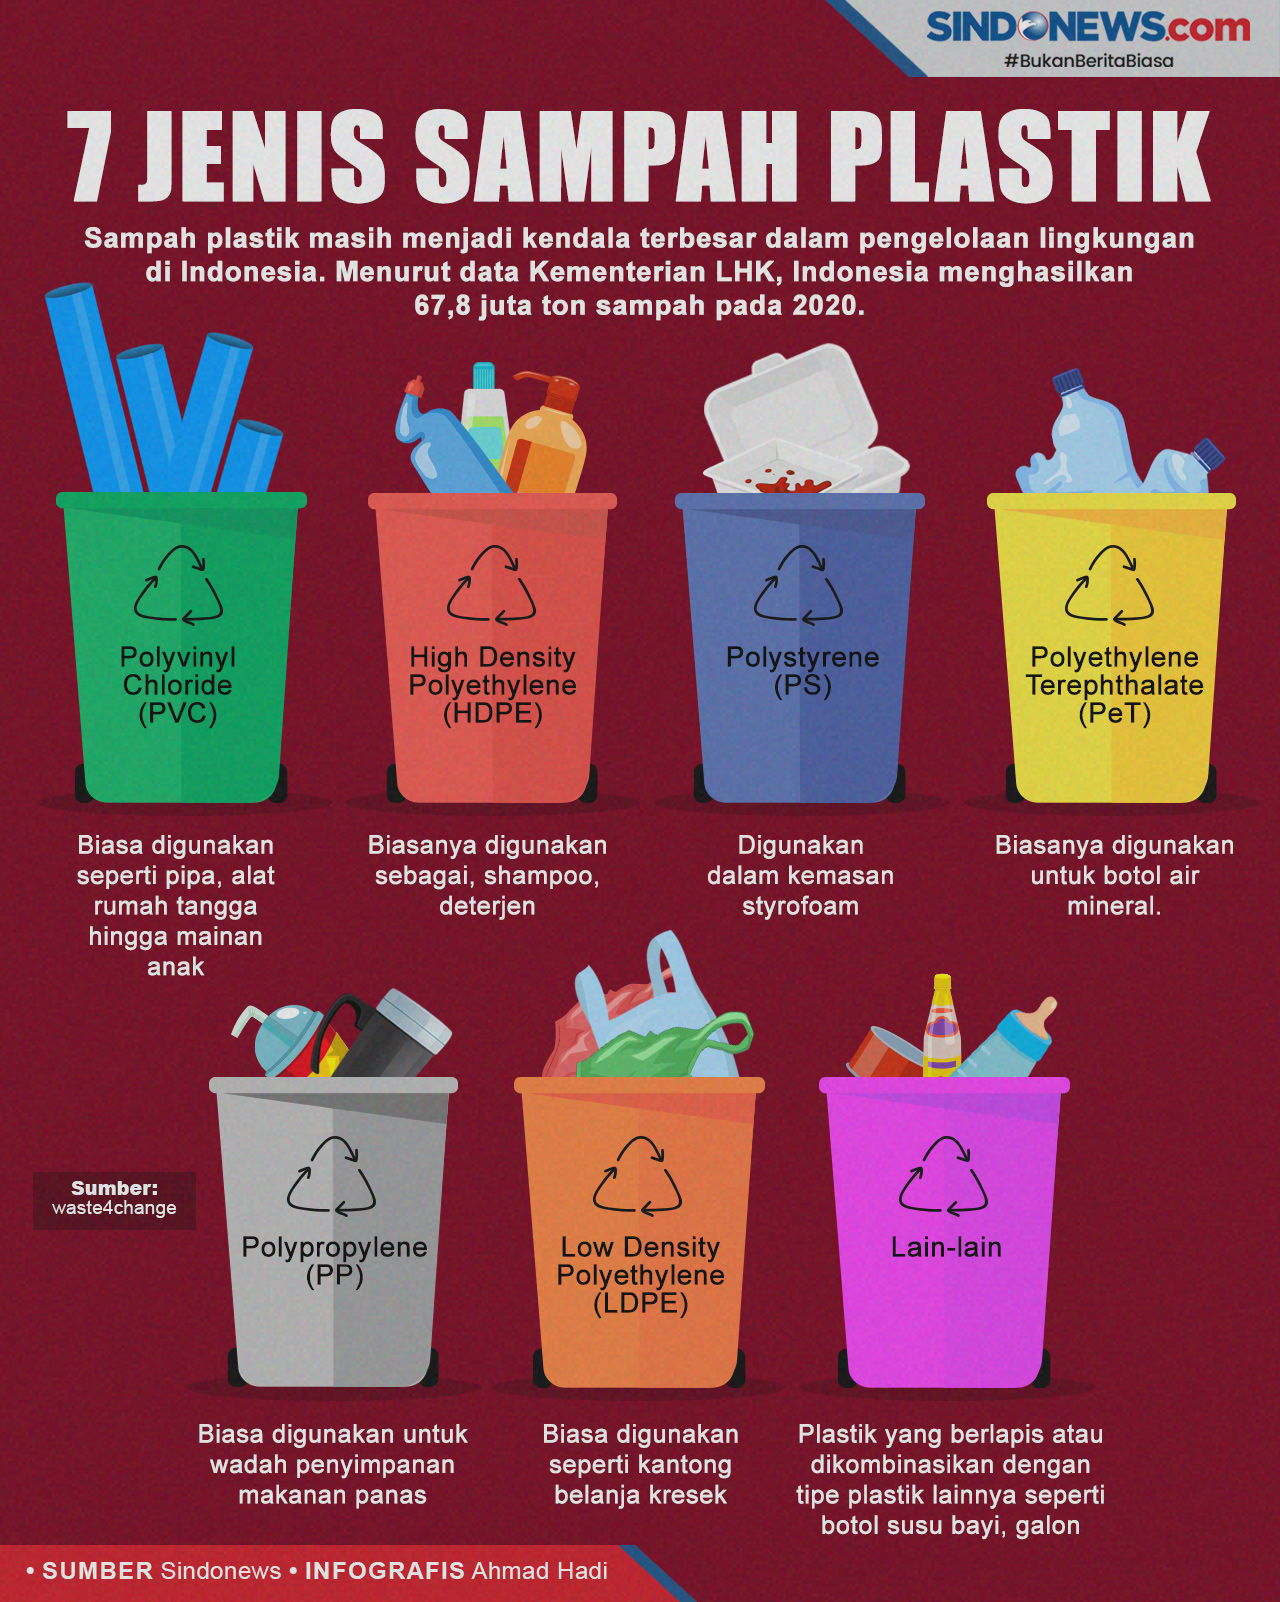 SINDONEWS.com
#BukanBeritaBiasa
7 JENIS SAMPAH PLASTIK
Sampah plastik masih menjadi kendala terbesar dalam pengelolaan lingkungan
di Indonesia. Menurut data Kementerian LHK, Indonesia menghasilkan
67,8 juta ton sampah pada 2020.
Polyvinyl
Chloride
(PVC)
Biasa digunakan
seperti pipa, alat
rumah tangga
hingga mainan
anak
High Density
Polyethylene
(HDPE)
Biasanya digunakan
sebagai, shampoo,
deterjen
Polystyrene
(PS)
Digunakan
dalam kemasan
styrofoam
Polyethylene
Terephthalate
(PeT)
Biasanya digunakan
untuk botol air
mineral.
Sumber:
waste4change
Polypropylene
(PP)
Biasa digunakan untuk
wadah penyimpanan
makanan panas
Low Density
Polyethylene
(LDPE)
Biasa digunakan
seperti kantong
belanja kresek
Lain-lain
Plastik yang berlapis atau
dikombinasikan dengan
tipe plastik lainnya seperti
botol susu bayi, galon
• SUMBER Sindonews • INFOGRAFIS Ahmad Hadi